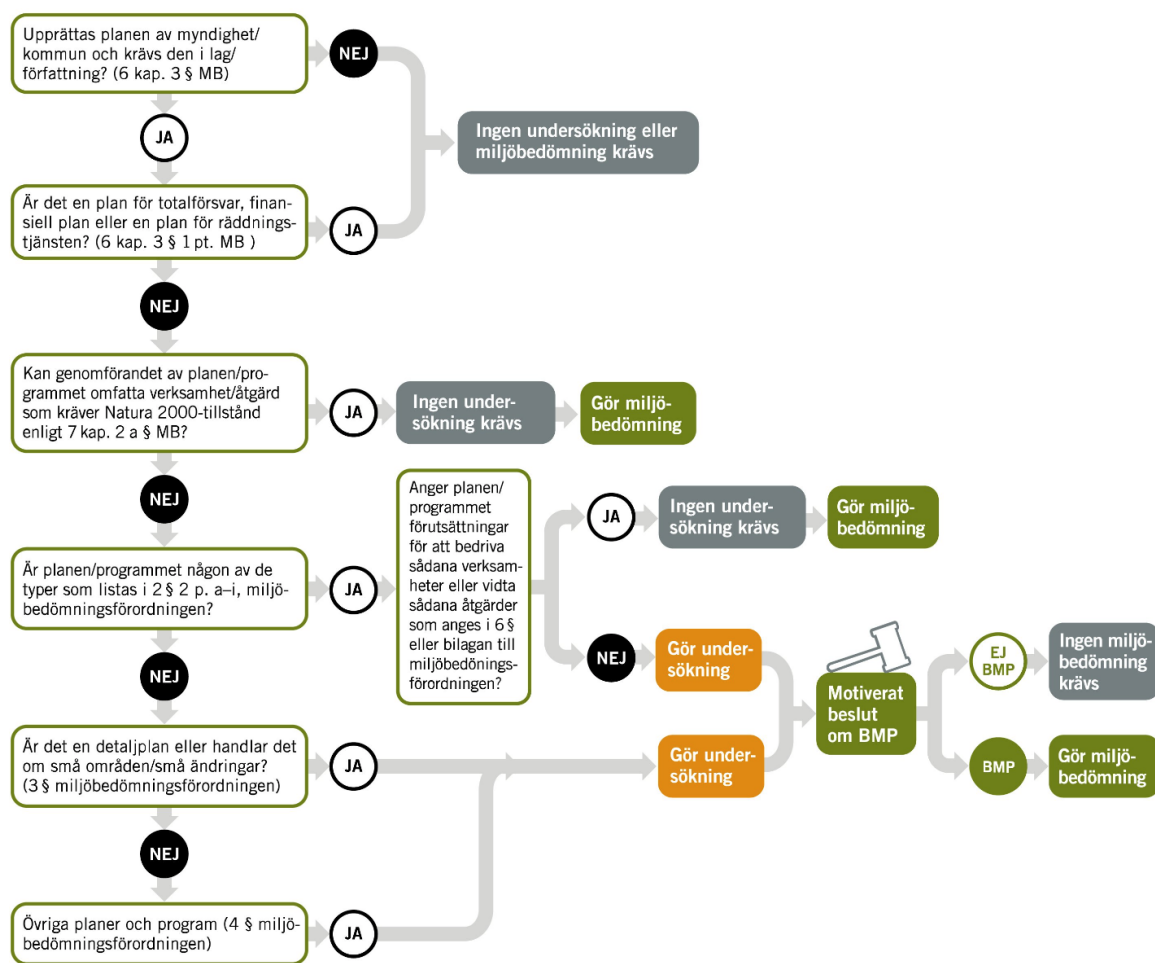 Upprättas planen av myndighet/
kommun och krävs den i lag/
författning? (6 kap. 3 § MB)
NEJ
JA
Ingen undersökning eller
miljöbedömning krävs
Är det en plan för totalförsvar, finan-
siell plan eller en plan för räddnings-
tjänsten? (6 kap. 3 § 1 pt. MB )
JA
NEJ
Kan genomförandet av planen/pro-
grammet omfatta verksamhet/åtgärd
som kräver Natura 2000-tillstånd
enligt 7 kap. 2 a § MB?
JA
Ingen under-
sökning krävs
Gör miljö-
bedömning
NEJ
Är planen/programmet någon av de
typer som listas i 2 § 2 p. a–i, miljö-
bedömningsförordningen?
JA
Anger planen/
programmet
förutsättningar
för att bedriva
sådana verksam-
heter eller vidta
sådana åtgärder
som anges i 6 §
eller bilagan till
miljöbedönings-
förordningen?
JA
Ingen under-
sökning krävs
Gör miljö-
bedömning
NEJ
Gör under-
sökning
Motiverat
beslut
om BMP
EJ
BMP
Ingen miljö-
bedömning
krävs
BMP
Gör miljö-
bedömning
NEJ
Är det en detaljplan eller handlar det
om små områden/små ändringar?
(3 § miljöbedömningsförordningen)
JA
Gör under-
sökning
NEJ
Övriga planer och program (4 § miljö-
bedömningsförordningen)
JA